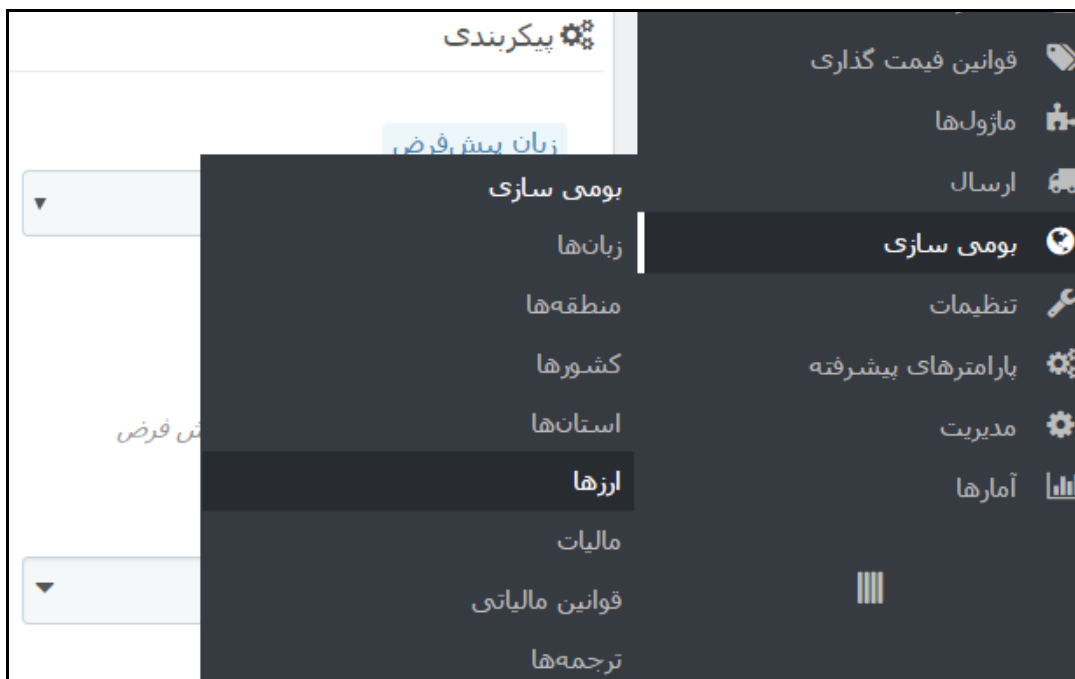 قوانین قیمت گذاری
ماژول‌ها
ارسال
بومی سازی
تنظیمات
پارامترهای پیشرفته
مدیریت
آمارها
بومی سازی
زبان‌ها
منطقه‌ها
کشورها
استان‌ها
ارزها
مالیات
قوانین مالیاتی
ترجمه‌ها
پیکربندی
زبان پیش‌فرض
فرض